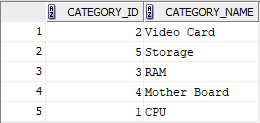 CATEGORY_ID CATEGORY_NAME
1 2 Video Card
2 5 Storage
3 3 RAM
4 4 Mother Board
5 1 CPU